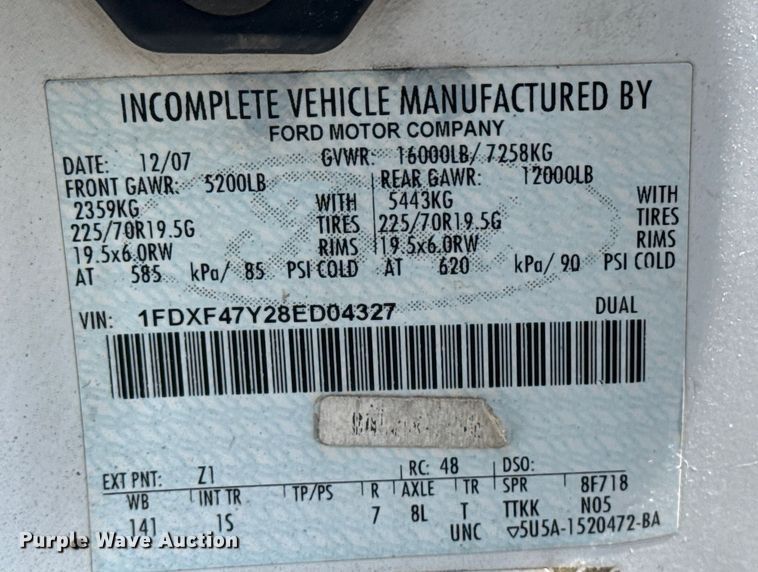 INCOMPLETE VEHICLE MANUFACTURED BY
FORD MOTOR COMPANY
DATE: 12/07 GVWR: 16000LB/ 7258KG
FRONT GAWR: 5200LB REAR GAWR: 12000LB
2359KG WITH 5443KG WITH
225/70R19.5G TIRES 225/70R19.5G TIRES
19.5x6.0RW RIMS 19.5x6.0RW RIMS
AT 585 kPa/ 85 PSI COLD AT 620 kPa/ 90 PSI COLD
VIN: 1FDXF47Y28ED04327 DUAL
EXT PNT: Z1 RC: 48 DSO:
WB INT TR TP/PS R AXLE TR SPR 8F718
141 1S 7 8L T TTKK N05
UNC ▽5U5A-1520472-BA
Purple Wave Auction